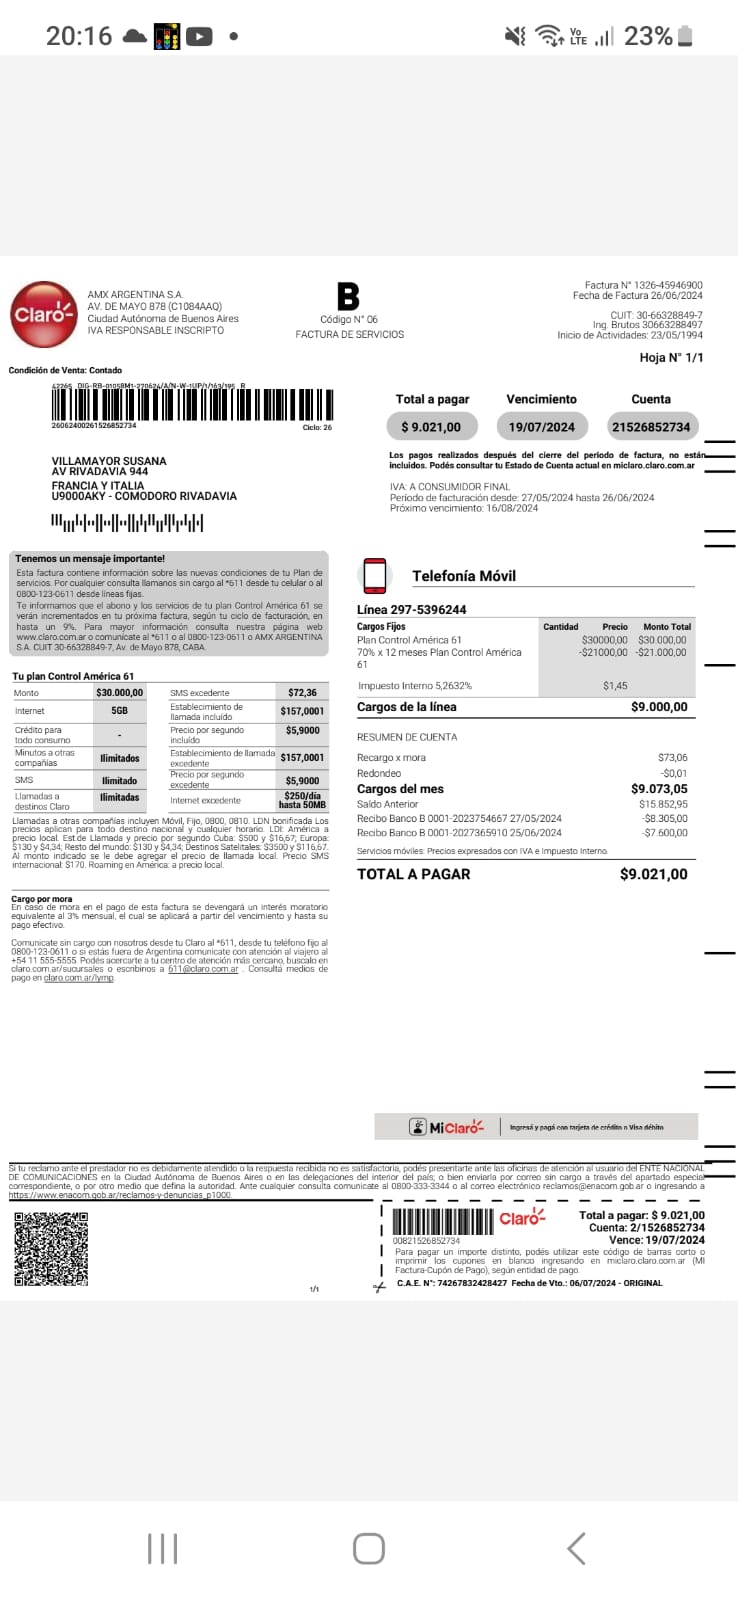 20:16
Vo LTE 23%
Claro-
AMX ARGENTINA S.A.
AV. DE MAYO 878 (C1084AAQ)
Ciudad Autónoma de Buenos Aires
IVA RESPONSABLE INSCRIPTO
B
Código N° 06
FACTURA DE SERVICIOS
Factura N° 1326-45946900
Fecha de Factura 26/06/2024
CUIT: 30-66328849-7
Ing. Brutos 30663288497
Inicio de Actividades: 23/05/1994
Hoja N° 1/1
Condición de Venta: Contado
42265 DIG-RB-01058M1-270624/A/N-W-1UP/1/163/195 R
26062400261526852734
Ciclo: 26
Total a pagar Vencimiento Cuenta
$ 9.021,00 19/07/2024 21526852734
Los pagos realizados después del cierre del periodo de factura, no están
incluidos. Podés consultar tu Estado de Cuenta actual en miclaro.claro.com.ar
VILLAMAYOR SUSANA
AV RIVADAVIA 944
FRANCIA Y ITALIA
U9000AKY - COMODORO RIVADAVIA
IVA: A CONSUMIDOR FINAL
Período de facturación desde: 27/05/2024 hasta 26/06/2024
Próximo vencimiento: 16/08/2024
Tenemos un mensaje importante!
Esta factura contiene información sobre las nuevas condiciones de tu Plan de
servicios. Por cualquier consulta llamanos sin cargo al *611 desde tu celular o al
0800-123-0611 desde líneas fijas.
Te informamos que el abono y los servicios de tu plan Control América 61 se
verán incrementados en tu próxima factura, según tu ciclo de facturación, en
hasta un 9%. Para mayor información consulta nuestra página web
www.claro.com.ar o comunicate al *611 o al 0800-123-0611 o AMX ARGENTINA
S.A. CUIT 30-66328849-7, Av. de Mayo 878, CABA.
Telefonía Móvil
Línea 297-5396244
Cargos Fijos Cantidad Precio Monto Total
Plan Control América 61 $30000,00 $30.000,00
70% x 12 meses Plan Control América -$21000,00 -$21.000,00
61
Impuesto Interno 5,2632% $1,45
Cargos de la línea $9.000,00
RESUMEN DE CUENTA
Recargo x mora $73,06
Redondeo -$0,01
Cargos del mes $9.073,05
Saldo Anterior $15.852,95
Recibo Banco B 0001-2023754667 27/05/2024 -$8.305,00
Recibo Banco B 0001-2027365910 25/06/2024 -$7.600,00
Servicios móviles: Precios expresados con IVA e Impuesto Interno.
TOTAL A PAGAR $9.021,00
Tu plan Control América 61
Monto $30.000,00 SMS excedente $72,36
Internet 5GB Establecimiento de llamada incluído $157,0001
Crédito para todo consumo - Precio por segundo incluído $5,9000
Minutos a otras compañías Ilimitados Establecimiento de llamada excedente $157,0001
SMS Ilimitado Precio por segundo excedente $5,9000
Llamadas a destinos Claro Ilimitadas Internet excedente $250/día hasta 50MB
Llamadas a otras compañías incluyen Móvil, Fijo, 0800, 0810. LDN bonificada Los
precios aplican para todo destino nacional y cualquier horario. LDI: América a
precio local. Est.de Llamada y precio por segundo Cuba: $500 y $16,67; Europa:
$130 y $4,34; Resto del mundo: $130 y $4,34; Destinos Satelitales: $3500 y $116,67.
Al monto indicado se le debe agregar el precio de llamada local. Precio SMS
internacional: $170. Roaming en América: a precio local.
Cargo por mora
En caso de mora en el pago de esta factura se devengará un interés moratorio
equivalente al 3% mensual, el cual se aplicará a partir del vencimiento y hasta su
pago efectivo.
Comunicate sin cargo con nosotros desde tu Claro al *611, desde tu teléfono fijo al
0800-123-0611 o si estás fuera de Argentina comunicate con atención al viajero al
+54 11 555-5555. Podés acercarte a tu centro de atención más cercano, buscalo en
claro.com.ar/sucursales o escribinos a 611@claro.com.ar . Consultá medios de
pago en claro.com.ar/lymp.
MiClaro- Ingresá y pagá con tarjeta de crédito o Visa débito
Si tu reclamo ante el prestador no es debidamente atendido o la respuesta recibida no es satisfactoria, podés presentarte ante las oficinas de atención al usuario del ENTE NACIONAL
DE COMUNICACIONES en la Ciudad Autónoma de Buenos Aires o en las delegaciones del interior del país; o bien enviarla por correo sin cargo a través del apartado especial
correspondiente, o por otro medio que defina la autoridad. Ante cualquier consulta comunicate al 0800-333-3344 o al correo electrónico reclamos@enacom.gob.ar o ingresando a
https://www.enacom.gob.ar/reclamos-y-denuncias_p1000.
Claro-
00821526852734
Total a pagar: $ 9.021,00
Cuenta: 2/1526852734
Vence: 19/07/2024
Para pagar un importe distinto, podés utilizar este código de barras corto o
imprimir los cupones en blanco ingresando en miclaro.claro.com.ar (MI
Factura-Cupón de Pago), según entidad de pago.
C.A.E. N°: 74267832428427 Fecha de Vto.: 06/07/2024 - ORIGINAL
1/1